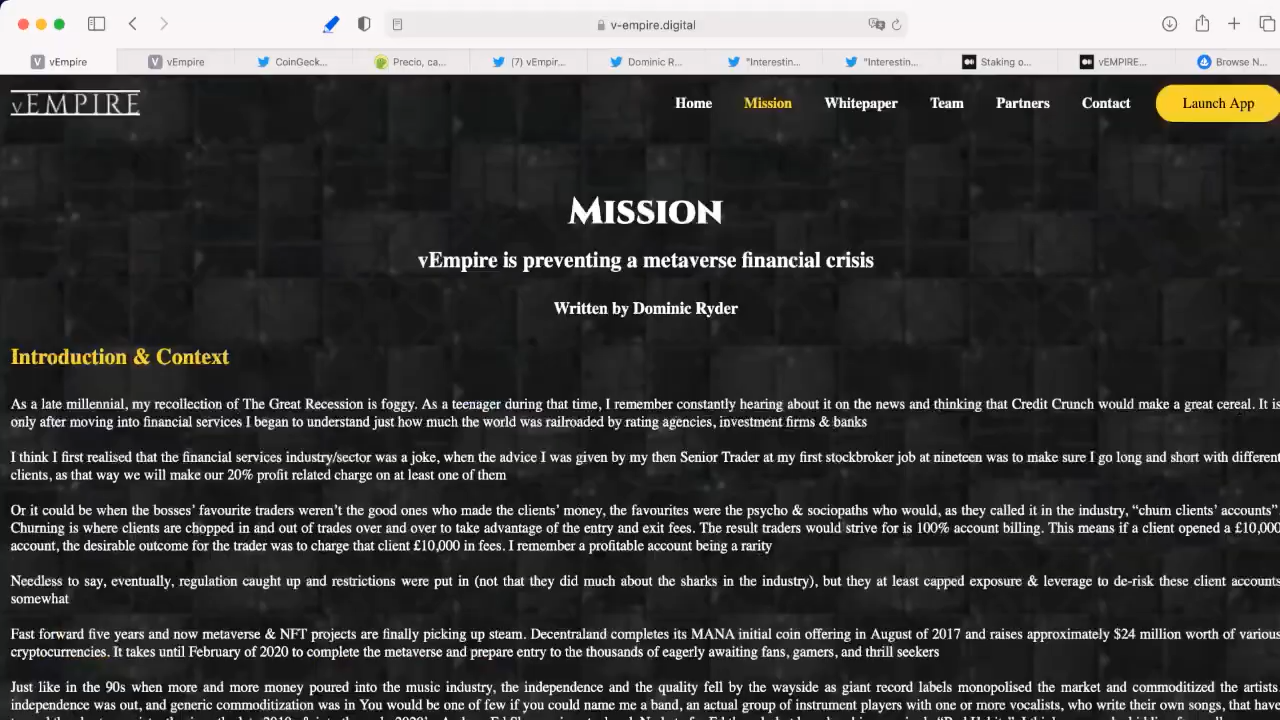 v-empire.digital
V vEmpire
V vEmpire
CoinGeck...
Precio, ca...
(7) vEmpir...
Dominic R...
"Interestin...
"Interestin...
Staking o...
vEMPIRE...
Browse N...
vEMPIRE
Home
Mission
Whitepaper
Team
Partners
Contact
Launch App
Mission
vEmpire is preventing a metaverse financial crisis
Written by Dominic Ryder
Introduction & Context
As a late millennial, my recollection of The Great Recession is foggy. As a teenager during that time, I remember constantly hearing about it on the news and thinking that Credit Crunch would make a great cereal. It is
only after moving into financial services I began to understand just how much the world was railroaded by rating agencies, investment firms & banks
I think I first realised that the financial services industry/sector was a joke, when the advice I was given by my then Senior Trader at my first stockbroker job at nineteen was to make sure I go long and short with different
clients, as that way we will make our 20% profit related charge on at least one of them
Or it could be when the bosses' favourite traders weren't the good ones who made the clients' money, the favourites were the psycho & sociopaths who would, as they called it in the industry, "churn clients' accounts"
Churning is where clients are chopped in and out of trades over and over to take advantage of the entry and exit fees. The result traders would strive for is 100% account billing. This means if a client opened a £10,000
account, the desirable outcome for the trader was to charge that client £10,000 in fees. I remember a profitable account being a rarity
Needless to say, eventually, regulation caught up and restrictions were put in (not that they did much about the sharks in the industry), but they at least capped exposure & leverage to de-risk these client accounts
somewhat
Fast forward five years and now metaverse & NFT projects are finally picking up steam. Decentraland completes its MANA initial coin offering in August of 2017 and raises approximately $24 million worth of various
cryptocurrencies. It takes until February of 2020 to complete the metaverse and prepare entry to the thousands of eagerly awaiting fans, gamers, and thrill seekers
Just like in the 90s when more and more money poured into the music industry, the independence and the quality fell by the wayside as giant record labels monopolised the market and commoditized the artists
independence was out, and generic commoditization was in You would be one of few if you could name me a band, an actual group of instrument players with one or more vocalists, who write their own songs, that have